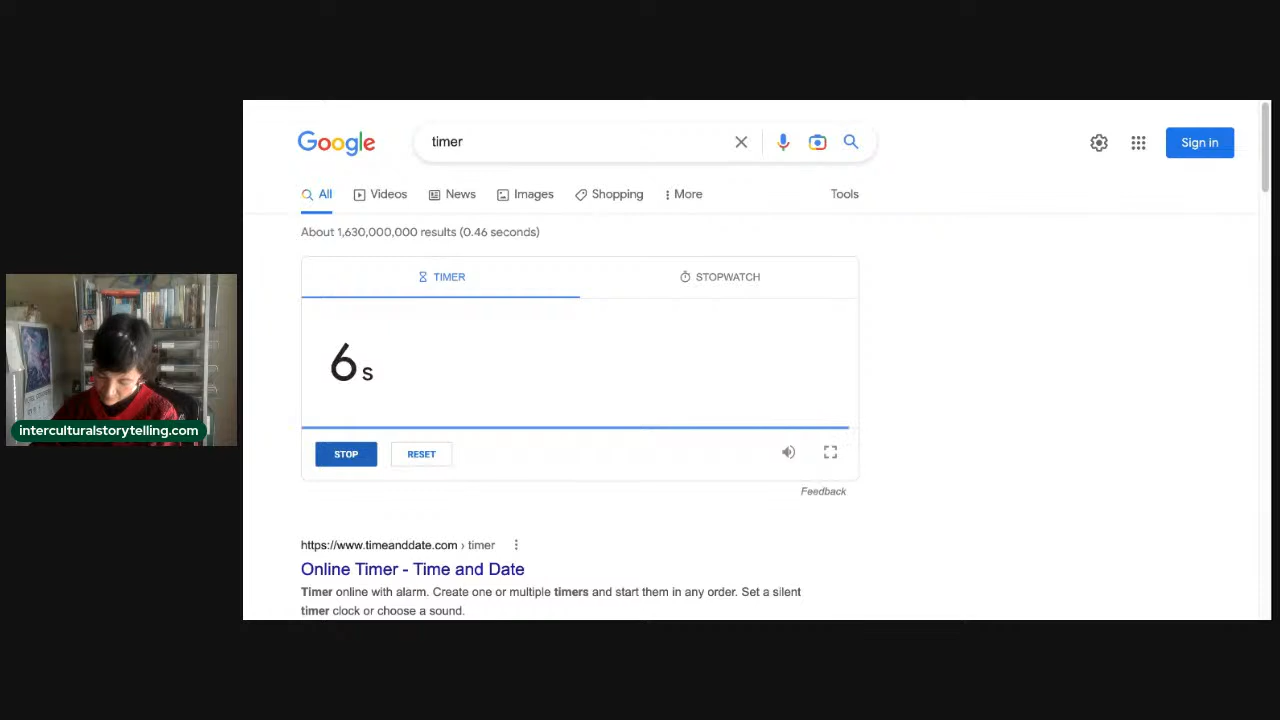 Google
timer
Sign in
All
Videos
News
Images
Shopping
More
Tools
About 1,630,000,000 results (0.46 seconds)
TIMER
STOPWATCH
6 s
STOP
RESET
Feedback
interculturalstorytelling.com
https://www.timeanddate.com › timer
Online Timer - Time and Date
Timer online with alarm. Create one or multiple timers and start them in any order. Set a silent
timer clock or choose a sound.